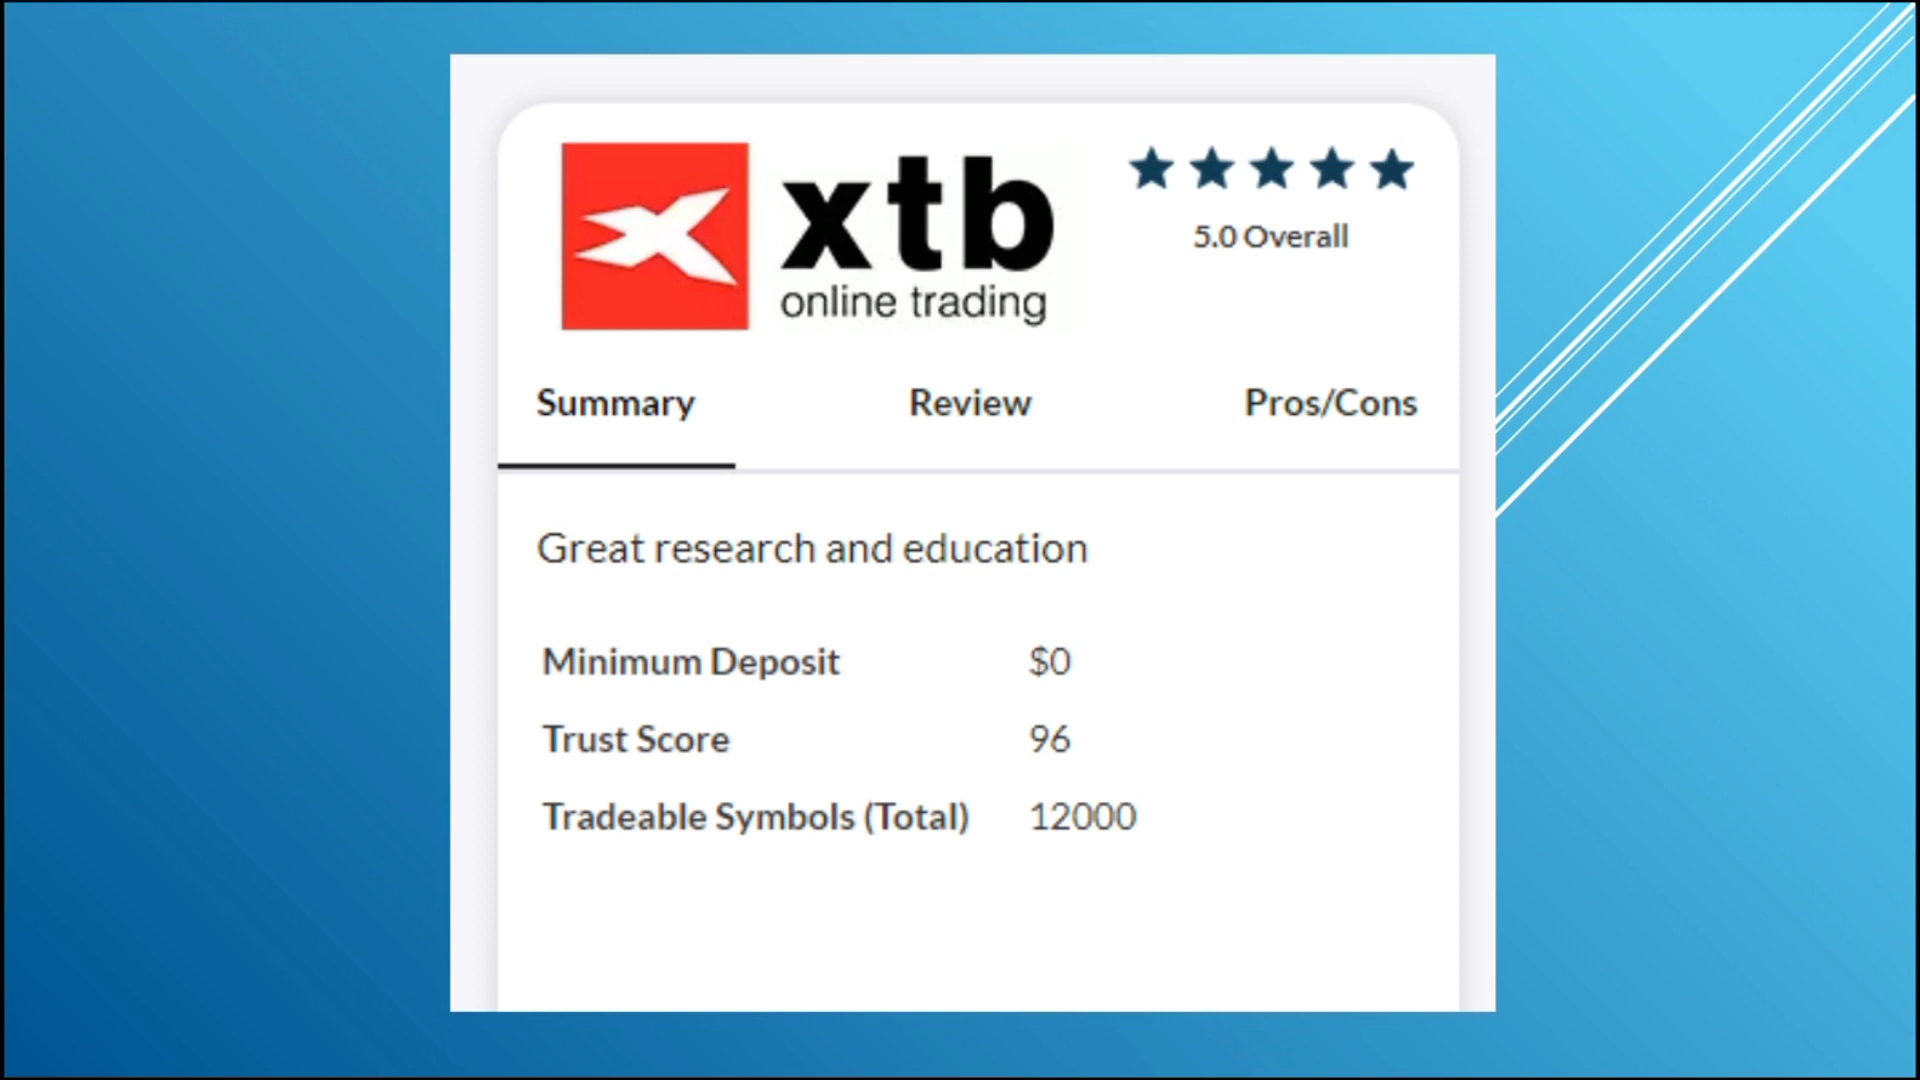 xtb
online trading
5.0 Overall
Summary Review Pros/Cons
Great research and education
Minimum Deposit $0
Trust Score 96
Tradeable Symbols (Total) 12000